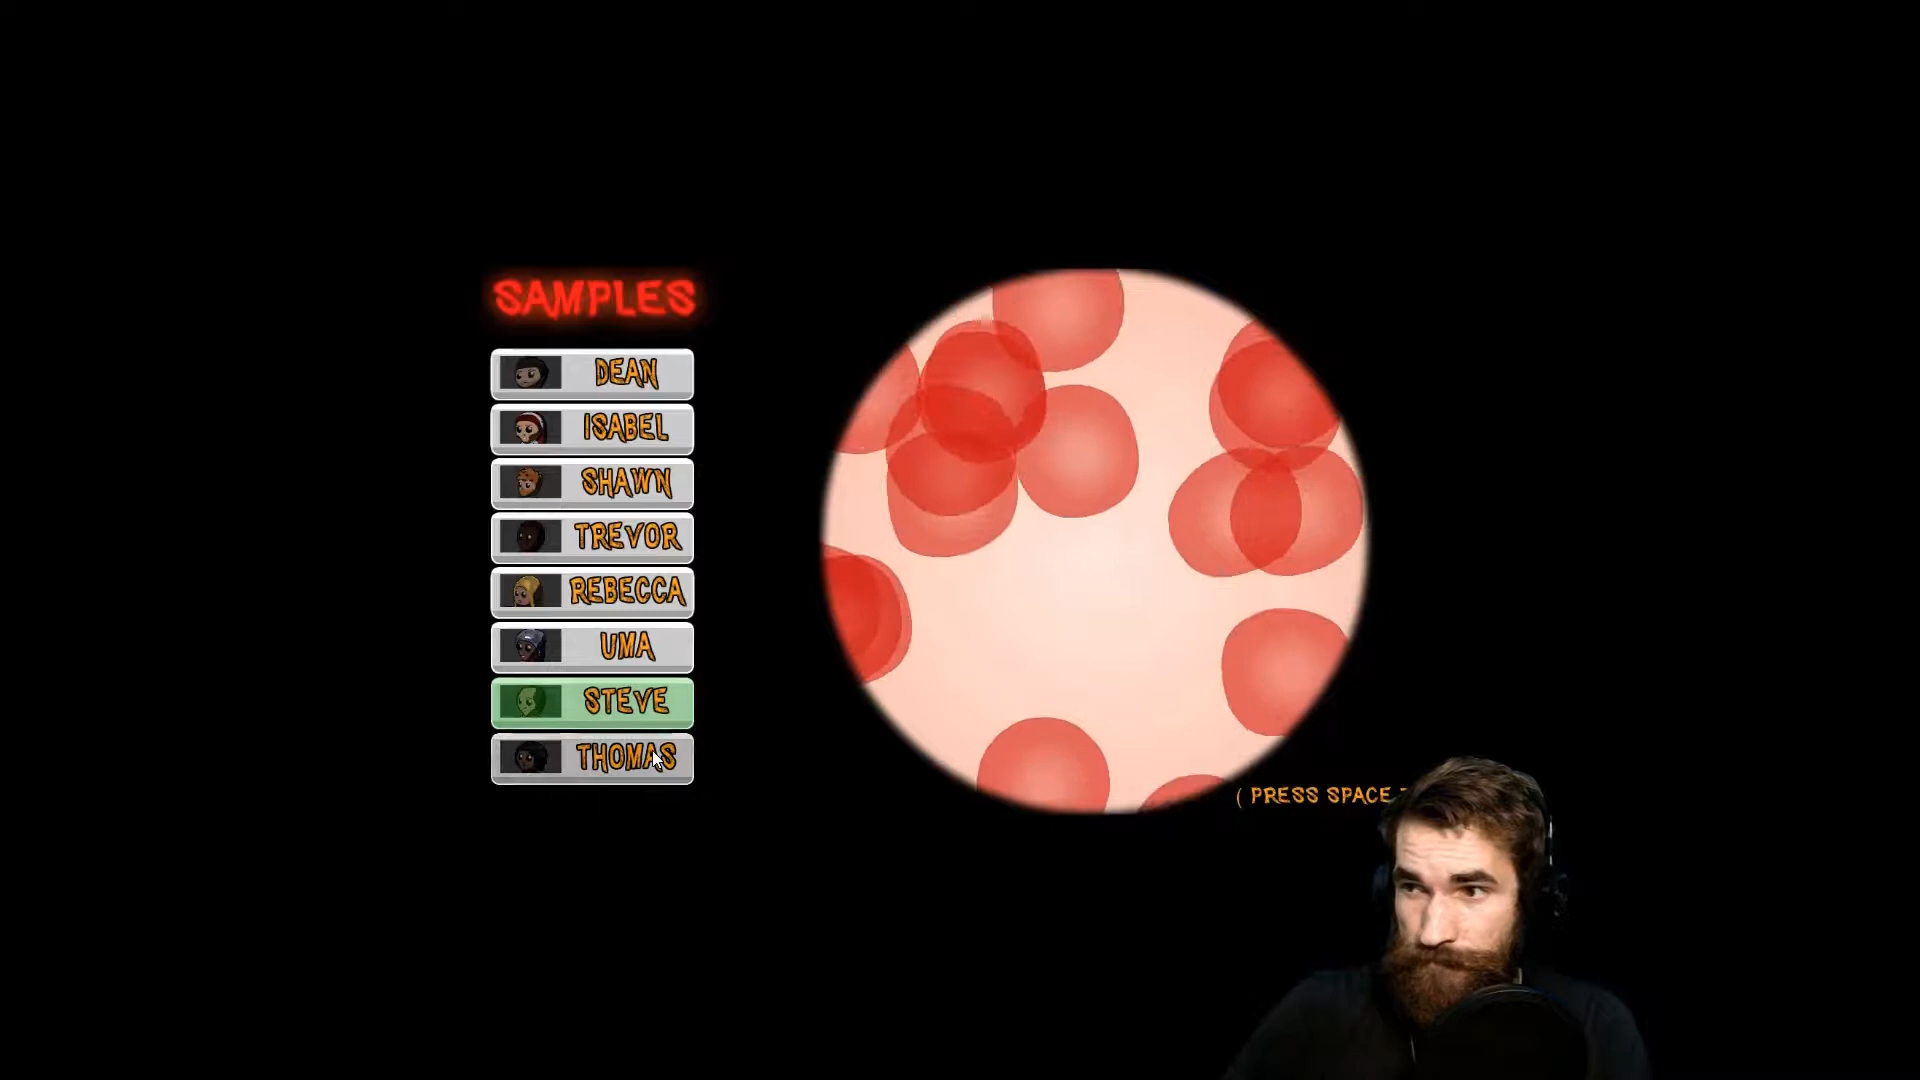 SAMPLES
DEAN
ISABEL
SHAWN
TREVOR
REBECCA
UMA
STEVE
THOMAS
( PRESS SPACE